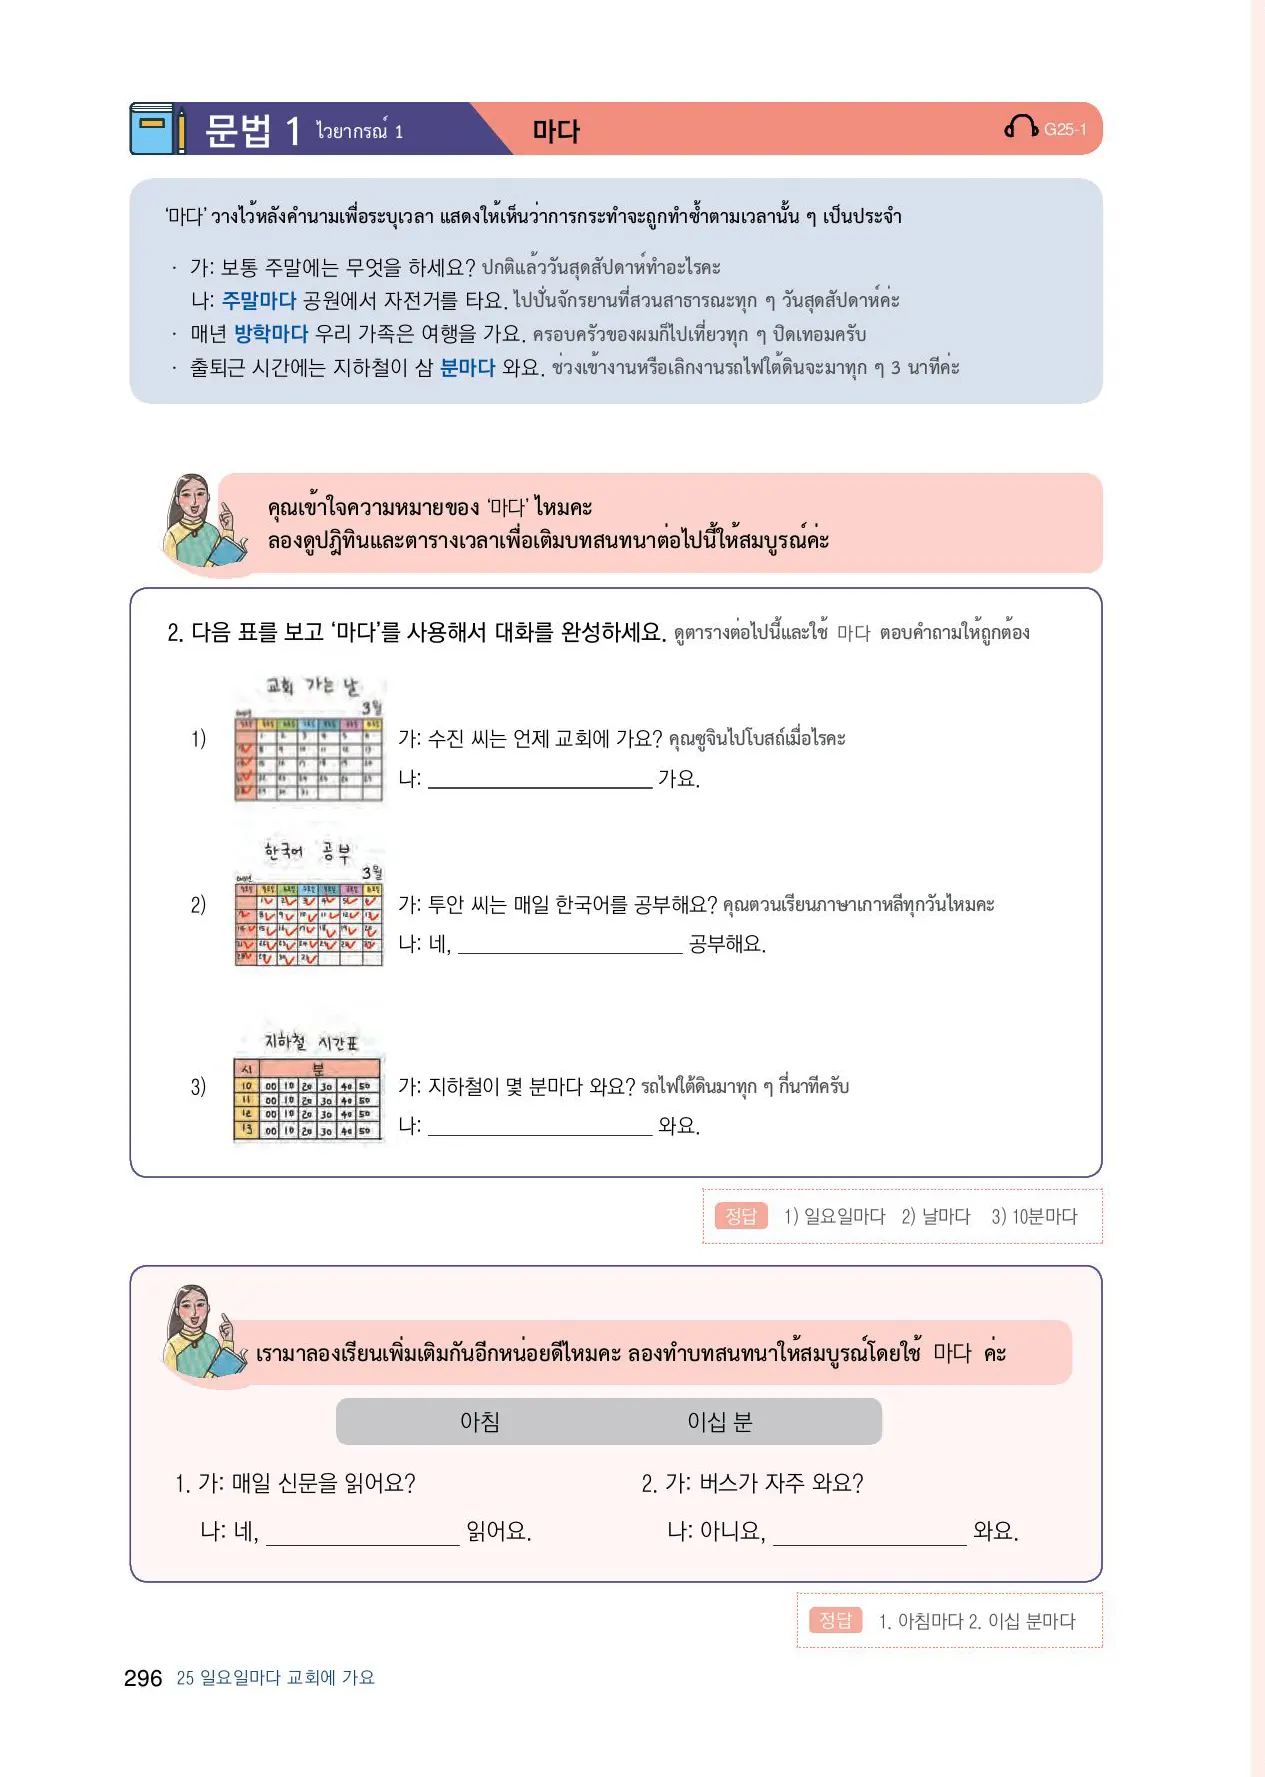 문법 1 ไวยากรณ์ 1 마다 G25-1
‘마다’ วางไว้หลังคำนามเพื่อระบุเวลา แสดงให้เห็นว่าการกระทำจะถูกทำซ้ำตามเวลานั้น ๆ เป็นประจำ
· 가: 보통 주말에는 무엇을 하세요? ปกติแล้ววันสุดสัปดาห์ทำอะไรคะ
나: 주말마다 공원에서 자전거를 타요. ไปปั่นจักรยานที่สวนสาธารณะทุก ๆ วันสุดสัปดาห์ค่ะ
· 매년 방학마다 우리 가족은 여행을 가요. ครอบครัวของผมก็ไปเที่ยวทุก ๆ ปิดเทอมครับ
· 출퇴근 시간에는 지하철이 삼 분마다 와요. ช่วงเข้างานหรือเลิกงานรถไฟใต้ดินจะมาทุก ๆ 3 นาทีค่ะ
คุณเข้าใจความหมายของ ‘마다’ ไหมคะ
ลองดูปฎิทินและตารางเวลาเพื่อเติมบทสนทนาต่อไปนี้ให้สมบูรณ์ค่ะ
2. 다음 표를 보고 ‘마다’를 사용해서 대화를 완성하세요. ดูตารางต่อไปนี้และใช้ 마다 ตอบคำถามให้ถูกต้อง
교회 가는 날
3월
1) 가: 수진 씨는 언제 교회에 가요? คุณซูจินไปโบสถ์เมื่อไรคะ
나: ____________________ 가요.
한국어 공부
3월
2) 가: 투안 씨는 매일 한국어를 공부해요? คุณตวนเรียนภาษาเกาหลีทุกวันไหมคะ
나: 네, ____________________ 공부해요.
지하철 시간표
시 분
10 00 10 20 30 40 50
11 00 10 20 30 40 50
12 00 10 20 30 40 50
13 00 10 20 30 40 50
3) 가: 지하철이 몇 분마다 와요? รถไฟใต้ดินมาทุก ๆ กี่นาทีครับ
나: ____________________ 와요.
정답 1) 일요일마다 2) 날마다 3) 10분마다
เรามาลองเรียนเพิ่มเติมกันอีกหน่อยดีไหมคะ ลองทำบทสนทนาให้สมบูรณ์โดยใช้ 마다 ค่ะ
아침 이십 분
1. 가: 매일 신문을 읽어요?
나: 네, __________________ 읽어요.
2. 가: 버스가 자주 와요?
나: 아니요, __________________ 와요.
정답 1. 아침마다 2. 이십 분마다
296 25 일요일마다 교회에 가요